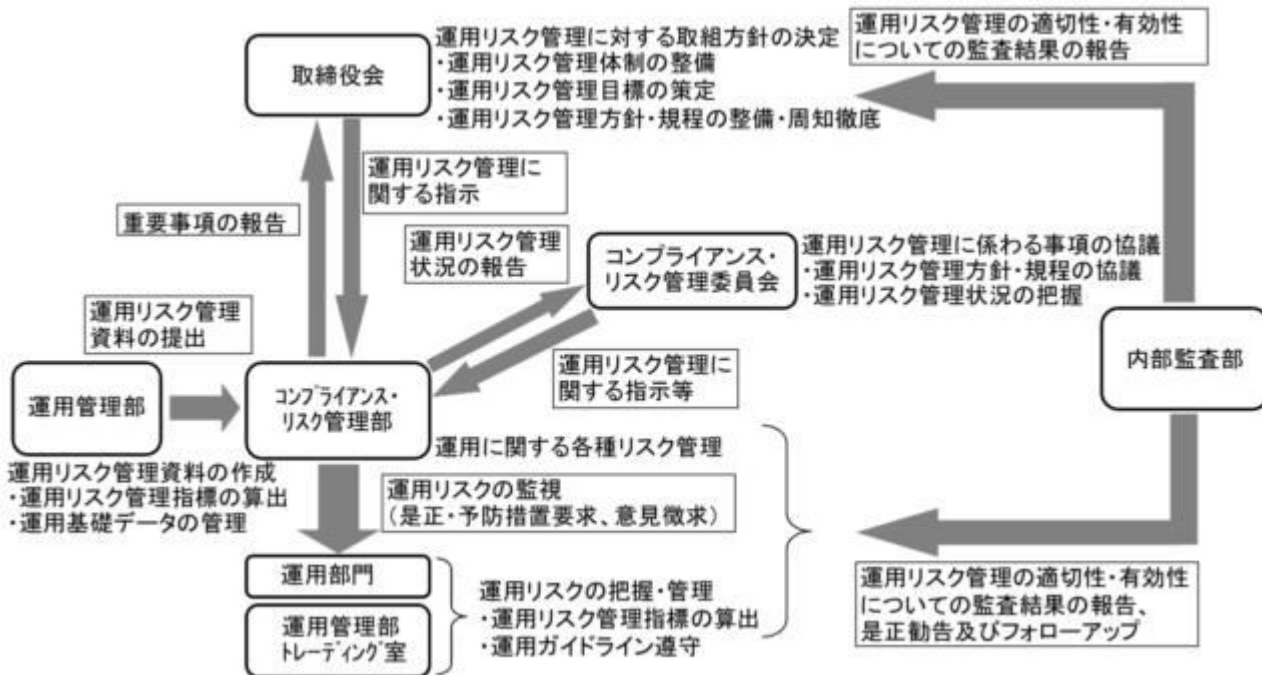 取締役会
運用リスク管理に対する取組方針の決定
・運用リスク管理体制の整備
・運用リスク管理目標の策定
・運用リスク管理方針・規程の整備・周知徹底
運用リスク管理の適切性・有効性
についての監査結果の報告
重要事項の報告
運用リスク管理に
関する指示
運用リスク管理
状況の報告
コンプライアンス・
リスク管理委員会
運用リスク管理に係わる事項の協議
・運用リスク管理方針・規程の協議
・運用リスク管理状況の把握
運用リスク管理
資料の提出
運用リスク管理に
関する指示等
内部監査部
運用管理部
コンプライアンス・
リスク管理部
運用に関する各種リスク管理
運用リスク管理資料の作成
・運用リスク管理指標の算出
・運用基礎データの管理
運用リスクの監視
(是正・予防措置要求、意見徴求)
運用部門
運用管理部
トレーディング室
運用リスクの把握・管理
・運用リスク管理指標の算出
・運用ガイドライン遵守
運用リスク管理の適切性・有効性
についての監査結果の報告、
是正勧告及びフォローアップ